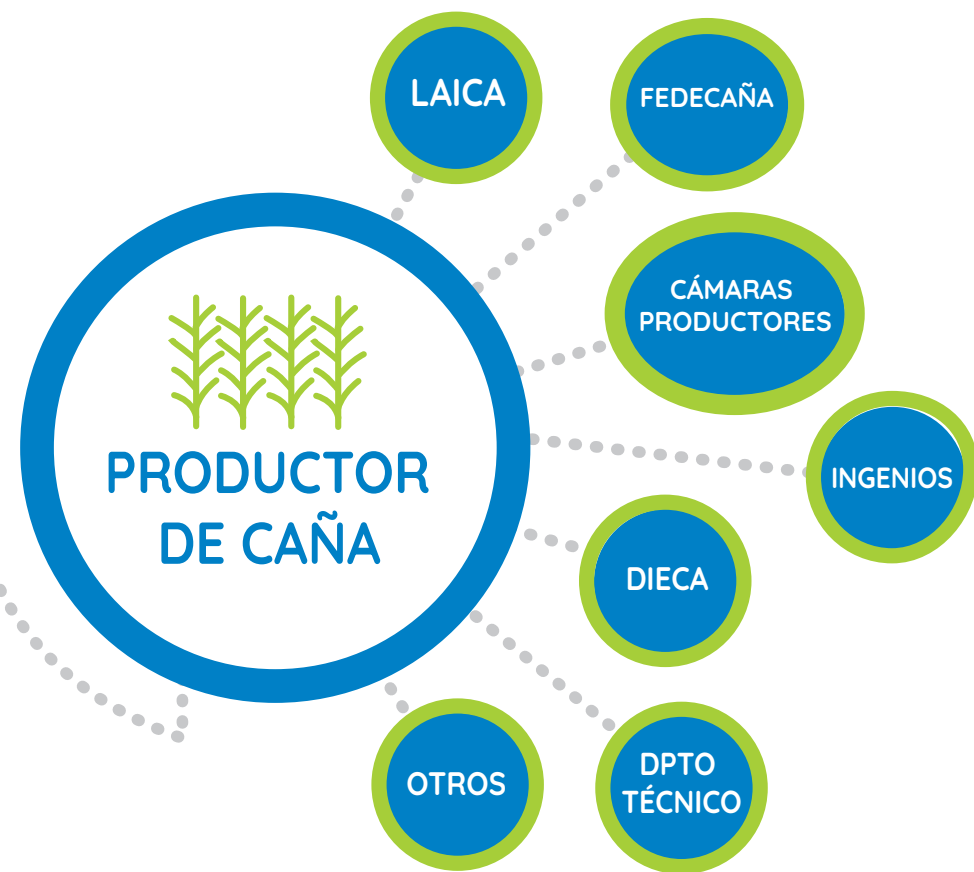 LAICA
FEDECAÑA
CÁMARAS
PRODUCTORES
INGENIOS
PRODUCTOR
DE CAÑA
DIECA
DPTO
TÉCNICO
OTROS